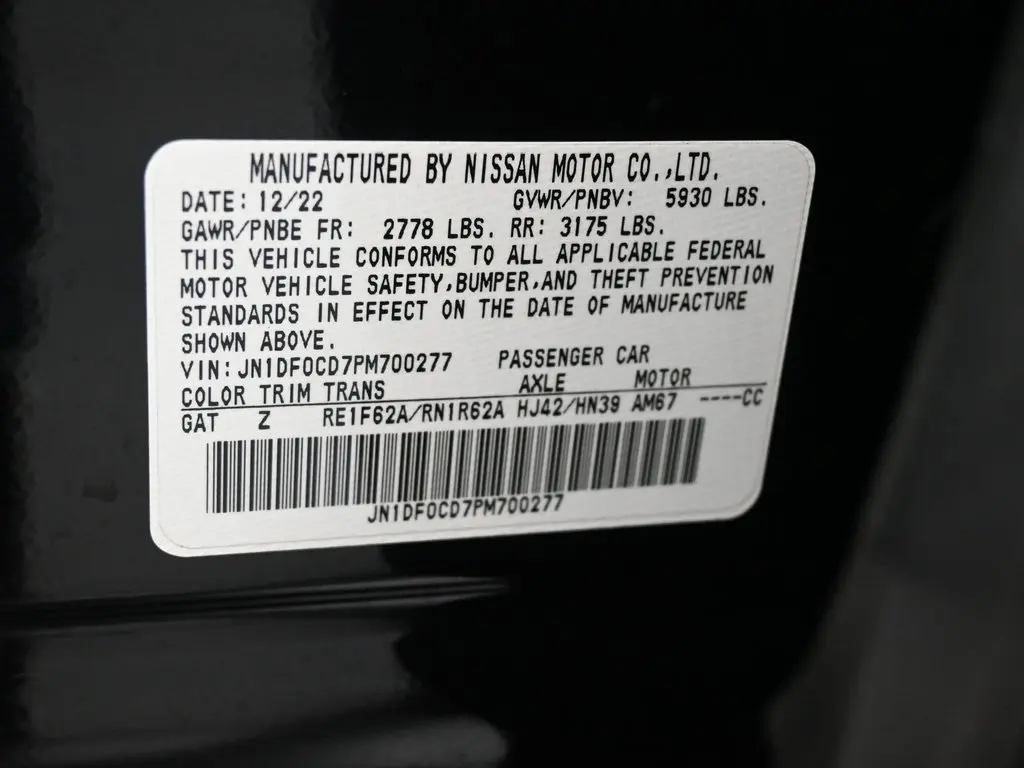 MANUFACTURED BY NISSAN MOTOR CO.,LTD.
DATE: 12/22 GVWR/PNBV: 5930 LBS.
GAWR/PNBE FR: 2778 LBS. RR: 3175 LBS.
THIS VEHICLE CONFORMS TO ALL APPLICABLE FEDERAL
MOTOR VEHICLE SAFETY,BUMPER,AND THEFT PREVENTION
STANDARDS IN EFFECT ON THE DATE OF MANUFACTURE
SHOWN ABOVE.
VIN:JN1DF0CD7PM700277 PASSENGER CAR
COLOR TRIM TRANS AXLE MOTOR
GAT Z RE1F62A/RN1R62A HJ42/HN39 AM67 ----CC
JN1DF0CD7PM700277